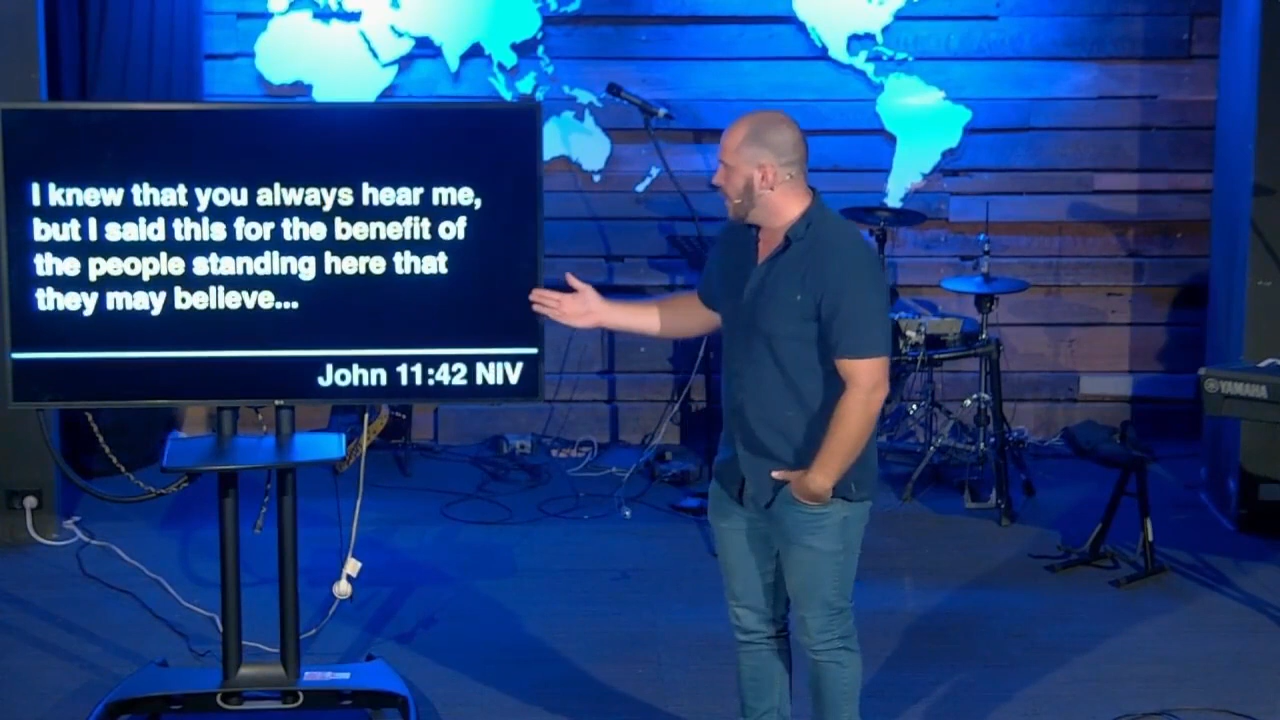 I knew that you always hear me,
but I said this for the benefit of
the people standing here that
they may believe...
John 11:42 NIV
YAMAHA